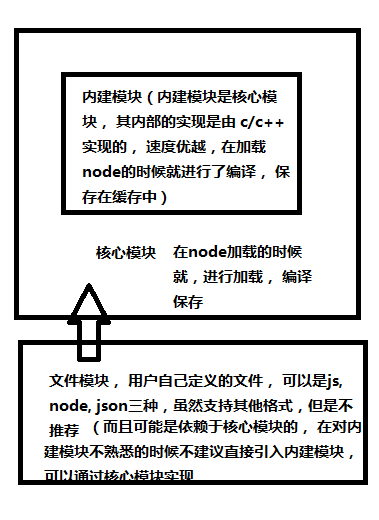 内建模块（内建模块是核心模
块， 其内部的实现是由 c/c++
实现的， 速度优越，在加载
node的时候就进行了编译， 保
存在缓存中）
核心模块
在node加载的时候
就，进行加载， 编译
保存
文件模块， 用户自己定义的文件， 可以是js,
node, json三种，虽然支持其他格式，但是不
推荐 （而且可能是依赖于核心模块的， 在对内
建模块不熟悉的时候不建议直接引入内建模块，
可以通过核心模块实现